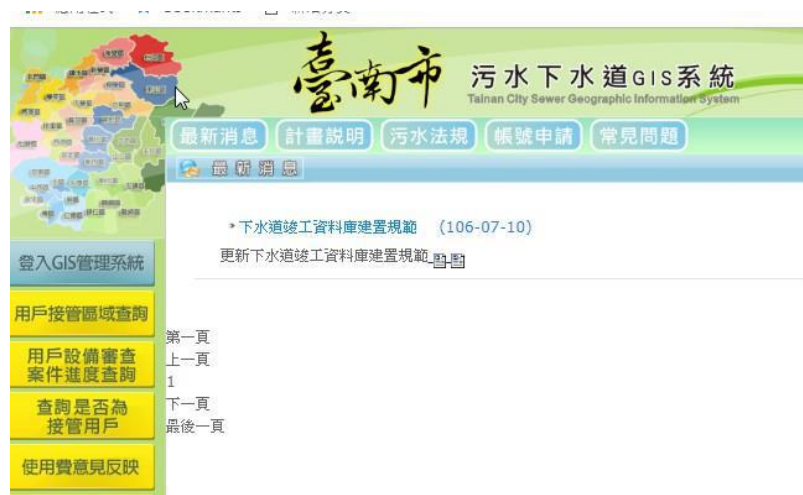 臺南市 污水下水道GIS系統
Tainan City Sewer Geographic Information System
最新消息 計畫說明 污水法規 帳號申請 常見問題
最新消息
下水道竣工資料庫建置規範 (106-07-10)
更新下水道竣工資料庫建置規範
登入GIS管理系統
用戶接管區域查詢
用戶設備審查
案件進度查詢
查詢是否為
接管用戶
使用費意見反映
第一頁
上一頁
1
下一頁
最後一頁